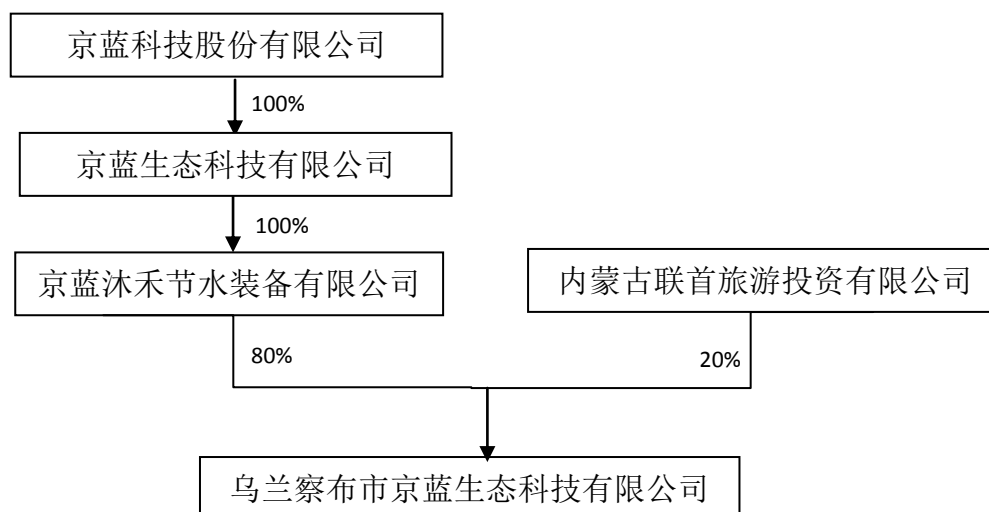 京蓝科技股份有限公司
100%
京蓝生态科技有限公司
100%
京蓝沐禾节水装备有限公司
内蒙古联首旅游投资有限公司
80%
20%
乌兰察布市京蓝生态科技有限公司